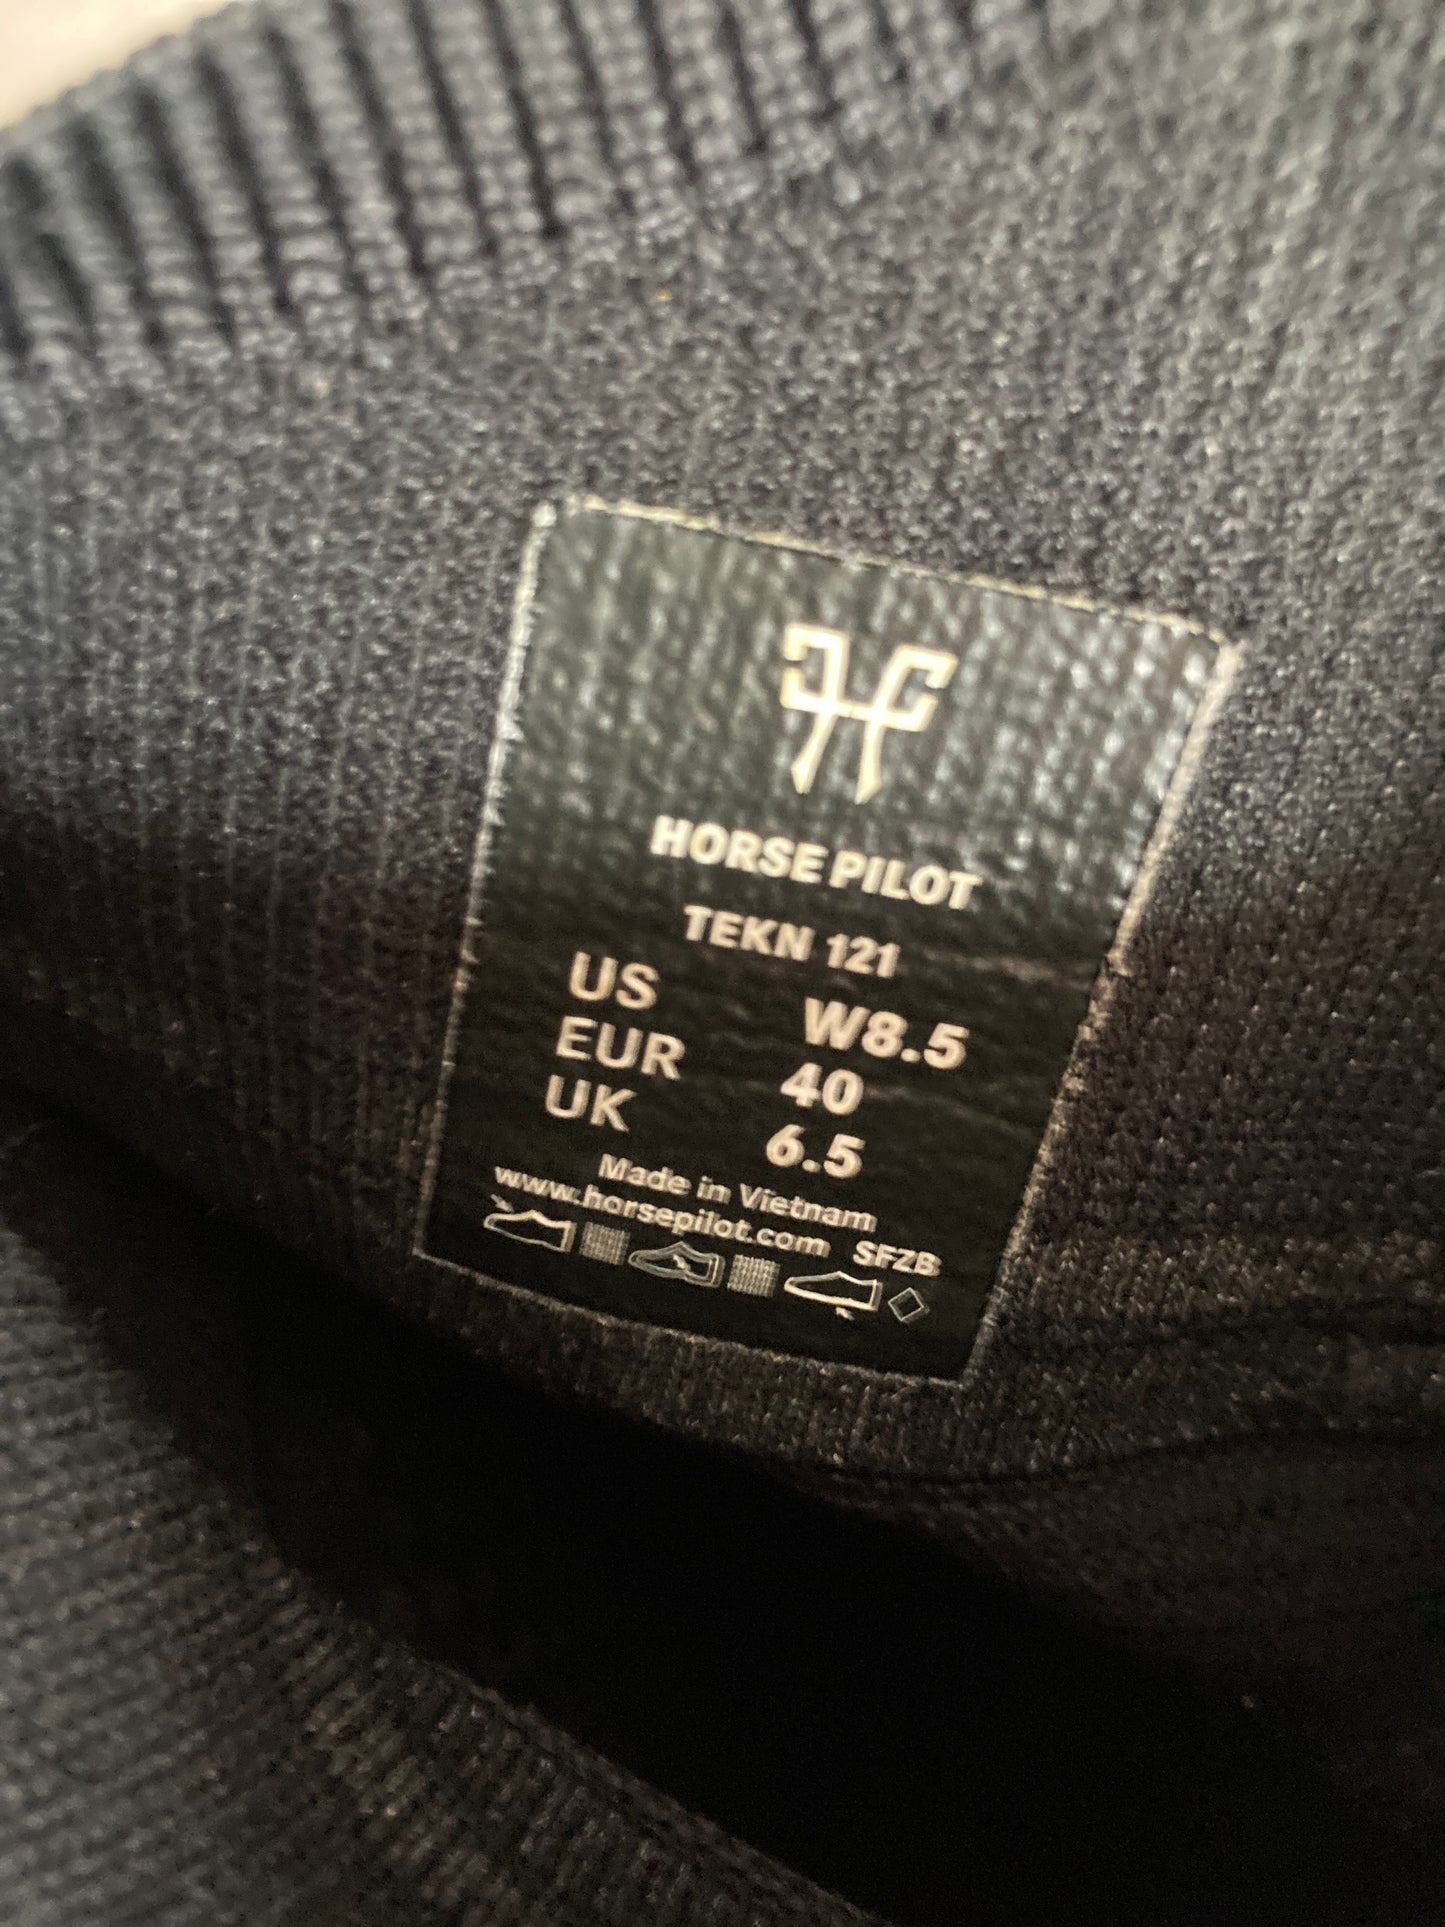 HORSE PILOT
TEKN 121
US W8.5
EUR 40
UK 6.5
Made in Vietnam
www.horsepilot.com SFZB